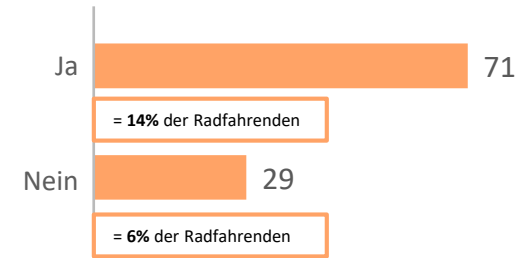 Ja 71
= 14% der Radfahrenden
Nein 29
= 6% der Radfahrenden